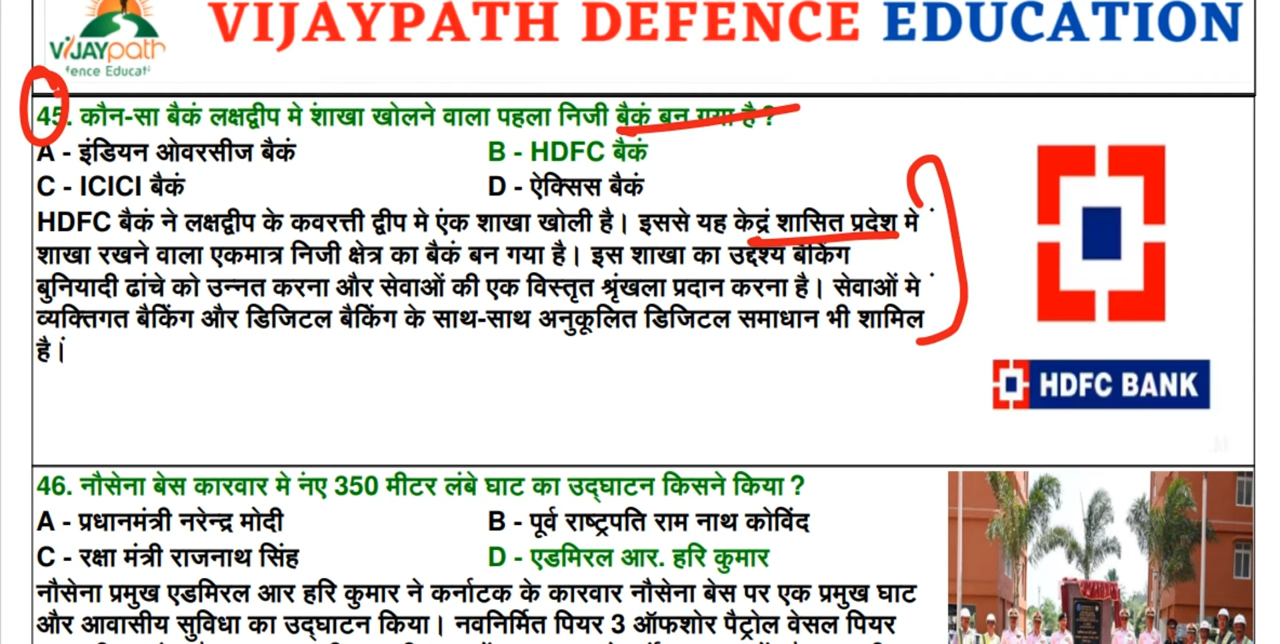 VIJAYPATH DEFENCE EDUCATION
VIJAYpath
fence Educati
45. कौन-सा बैकं लक्षद्वीप मे शंाखा खोलने वाला पहला निजी बैकं बन गया है ?
A - इंडियन ओवरसीज बैकं B - HDFC बैकं
C - ICICI बैकं D - ऐक्सिस बैकं
HDFC बैकं ने लक्षद्वीप के कवरत्ती द्वीप मे एंक शाखा खोली है। इससे यह केद्रं शासित प्रदेश मे
शाखा रखने वाला एकमात्र निजी क्षेत्र का बैकं बन गया है। इस शाखा का उद्देश्य बैकिंग
बुनियादी ढांचे को उन्नत करना और सेवाओं की एक विस्तृत श्रृंखला प्रदान करना है। सेवाओं मे
व्यक्तिगत बैकिंग और डिजिटल बैकिंग के साथ-साथ अनुकूलित डिजिटल समाधान भी शामिल
है।
HDFC BANK
46. नौसेना बेस कारवार मे नंए 350 मीटर लंबे घाट का उद्घाटन किसने किया ?
A - प्रधानमंत्री नरेन्द्र मोदी B - पूर्व राष्ट्रपति राम नाथ कोविंद
C - रक्षा मंत्री राजनाथ सिंह D - एडमिरल आर. हरि कुमार
नौसेना प्रमुख एडमिरल आर हरि कुमार ने कर्नाटक के कारवार नौसेना बेस पर एक प्रमुख घाट
और आवासीय सुविधा का उद्घाटन किया। नवनिर्मित पियर 3 ऑफशोर पैट्रोल वेसल पियर